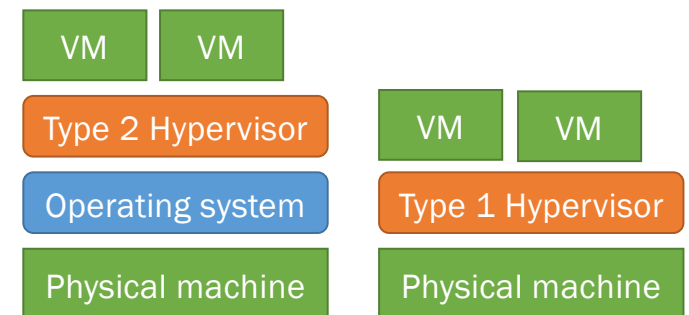 VM
VM
Type 2 Hypervisor
Operating system
Physical machine
VM
VM
Type 1 Hypervisor
Physical machine